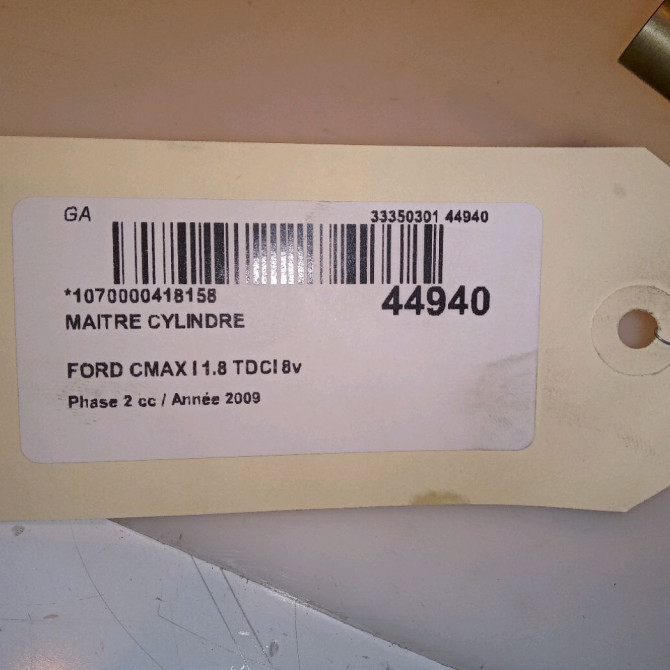 GA
33350301 44940
*1070000418158
44940
MAITRE CYLINDRE
FORD CMAX I 1.8 TDCI 8v
Phase 2 cc / Année 2009